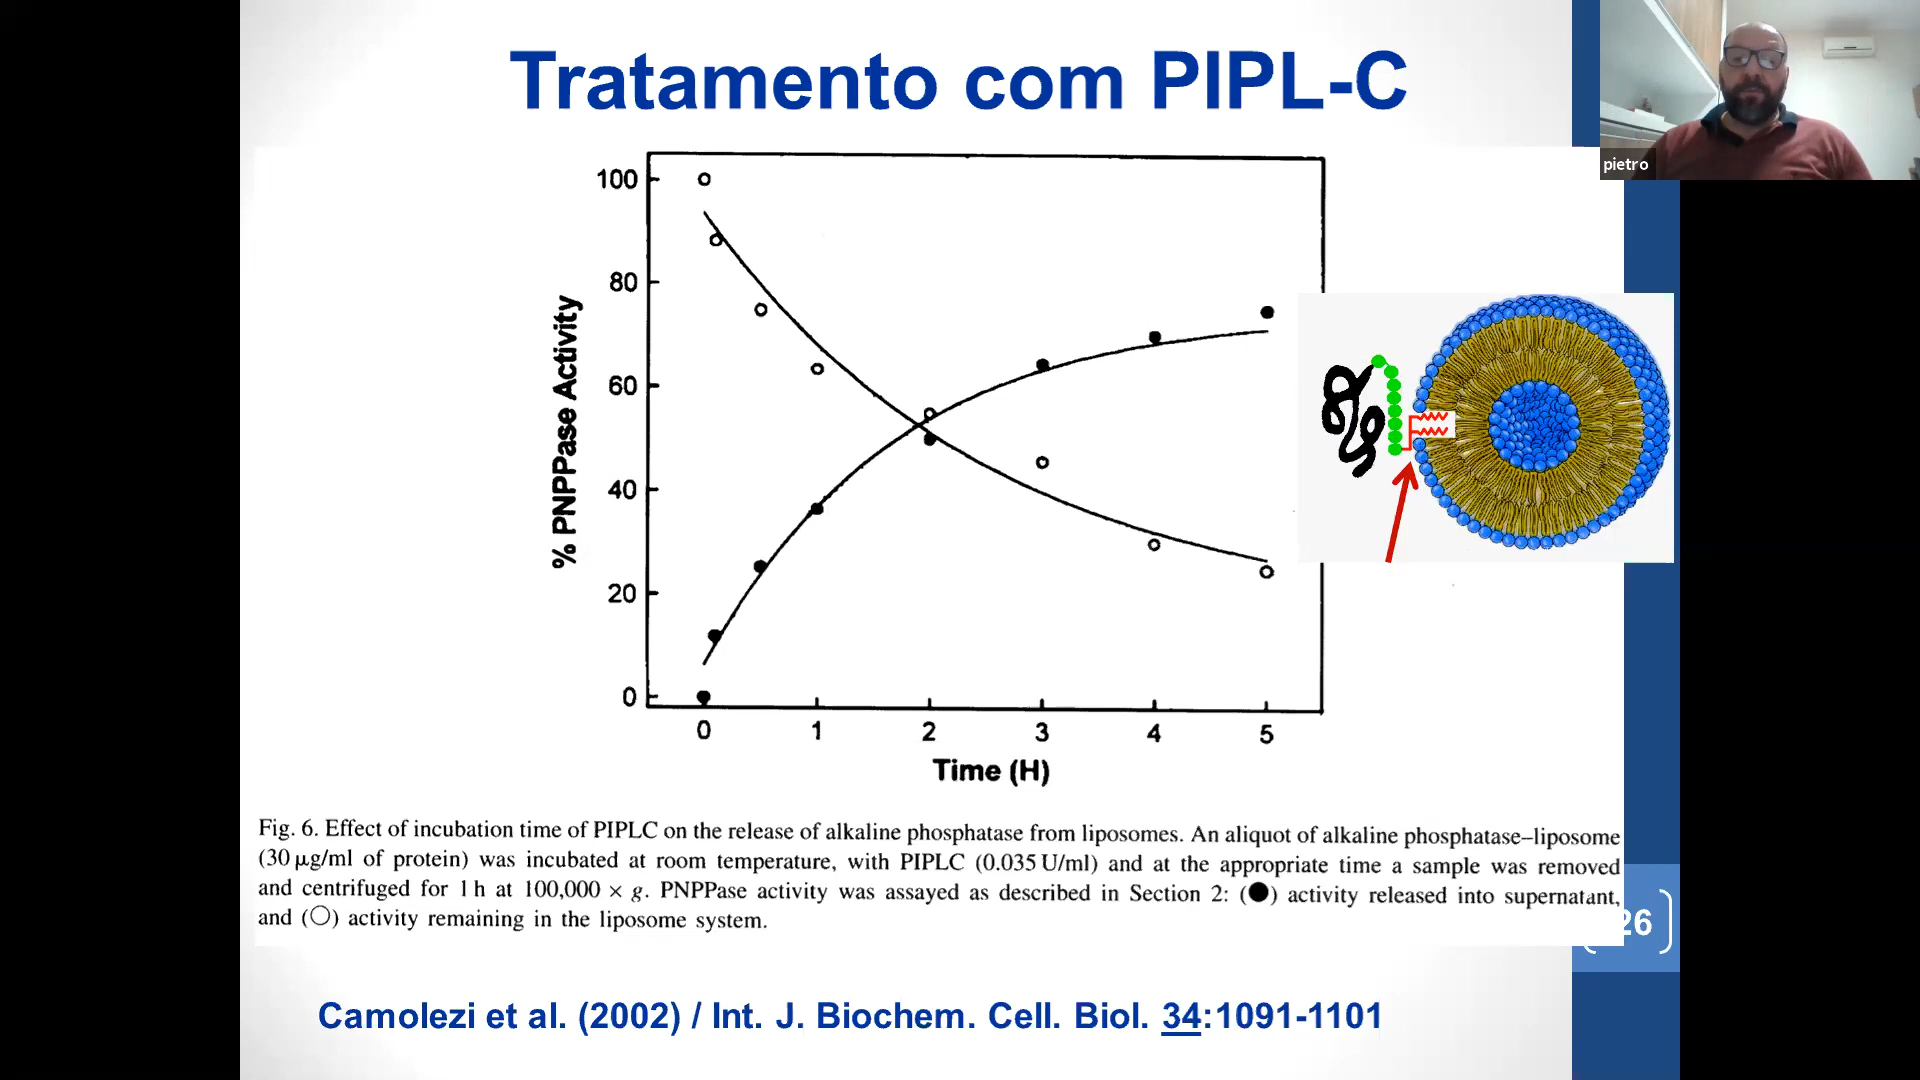 Tratamento com PIPL-C
pietro
100
80
60
40
20
0
% PNPPase Activity
0 1 2 3 4 5
Time (H)
Fig. 6. Effect of incubation time of PIPLC on the release of alkaline phosphatase from liposomes. An aliquot of alkaline phosphatase–liposome
(30 μg/ml of protein) was incubated at room temperature, with PIPLC (0.035 U/ml) and at the appropriate time a sample was removed
and centrifuged for 1 h at 100,000 × g. PNPPase activity was assayed as described in Section 2: (●) activity released into supernatant,
and (○) activity remaining in the liposome system.
26
Camolezi et al. (2002) / Int. J. Biochem. Cell. Biol. 34:1091-1101